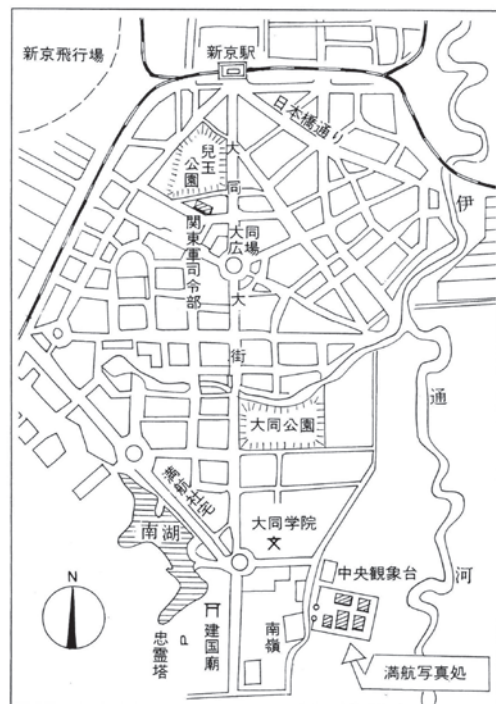 新京飛行場
新京駅
日本橋通り
兒玉
公園
大同大街
関東軍司令部
大同
広場
伊通河
大同公園
満航社宅
大同学院
南湖
中央観象台
N
忠霊塔
建国廟
南嶺
満航写真処